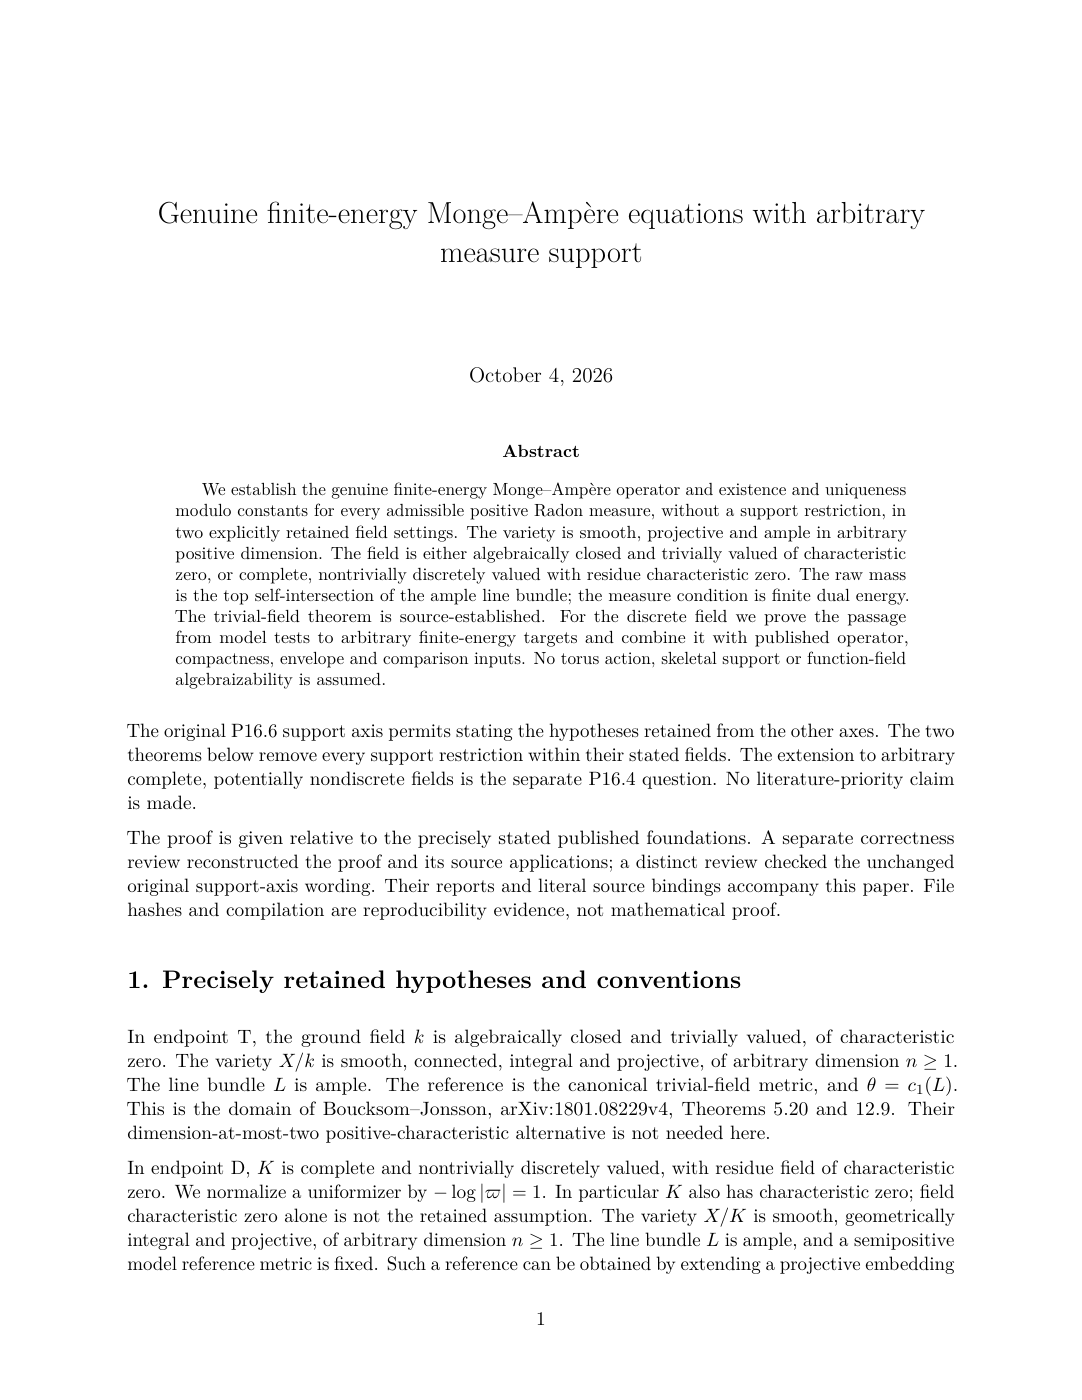 Genuine finite-energy Monge–Ampère equations with arbitrary
measure support
October 4, 2026
Abstract
We establish the genuine finite-energy Monge–Ampère operator and existence and uniqueness
modulo constants for every admissible positive Radon measure, without a support restriction, in
two explicitly retained field settings. The variety is smooth, projective and ample in arbitrary
positive dimension. The field is either algebraically closed and trivially valued of characteristic
zero, or complete, nontrivially discretely valued with residue characteristic zero. The raw mass
is the top self-intersection of the ample line bundle; the measure condition is finite dual energy.
The trivial-field theorem is source-established. For the discrete field we prove the passage
from model tests to arbitrary finite-energy targets and combine it with published operator,
compactness, envelope and comparison inputs. No torus action, skeletal support or function-field
algebraizability is assumed.
The original P16.6 support axis permits stating the hypotheses retained from the other axes. The two
theorems below remove every support restriction within their stated fields. The extension to arbitrary
complete, potentially nondiscrete fields is the separate P16.4 question. No literature-priority claim
is made.
The proof is given relative to the precisely stated published foundations. A separate correctness
review reconstructed the proof and its source applications; a distinct review checked the unchanged
original support-axis wording. Their reports and literal source bindings accompany this paper. File
hashes and compilation are reproducibility evidence, not mathematical proof.
1. Precisely retained hypotheses and conventions
In endpoint T, the ground field k is algebraically closed and trivially valued, of characteristic
zero. The variety X/k is smooth, connected, integral and projective, of arbitrary dimension n ≥ 1.
The line bundle L is ample. The reference is the canonical trivial-field metric, and θ = c₁(L).
This is the domain of Boucksom–Jonsson, arXiv:1801.08229v4, Theorems 5.20 and 12.9. Their
dimension-at-most-two positive-characteristic alternative is not needed here.
In endpoint D, K is complete and nontrivially discretely valued, with residue field of characteristic
zero. We normalize a uniformizer by − log |ϖ| = 1. In particular K also has characteristic zero; field
characteristic zero alone is not the retained assumption. The variety X/K is smooth, geometrically
integral and projective, of arbitrary dimension n ≥ 1. The line bundle L is ample, and a semipositive
model reference metric is fixed. Such a reference can be obtained by extending a projective embedding
1